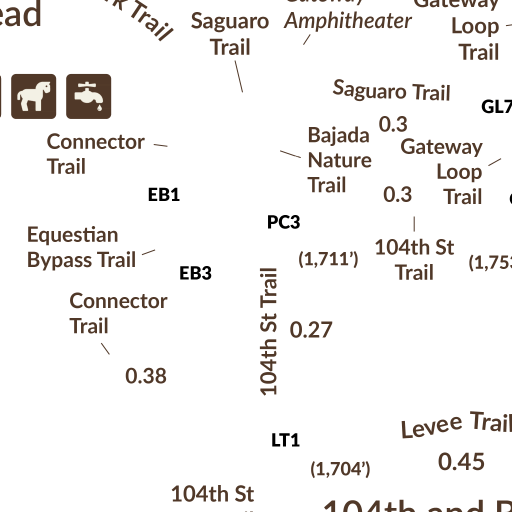 ead
Trail
Saguaro
Trail
Amphitheater
Gateway
Loop
Trail
Saguaro Trail
GL7
0.3
Connector
Trail
Bajada
Nature
Trail
Gateway
Loop
Trail
EB1
0.3
PC3
Equestian
Bypass Trail
(1,711’)
104th St
Trail
(1,753
EB3
Connector
Trail
104th St Trail
0.27
0.38
Levee Trail
LT1
0.45
(1,704’)
104th St
104th and